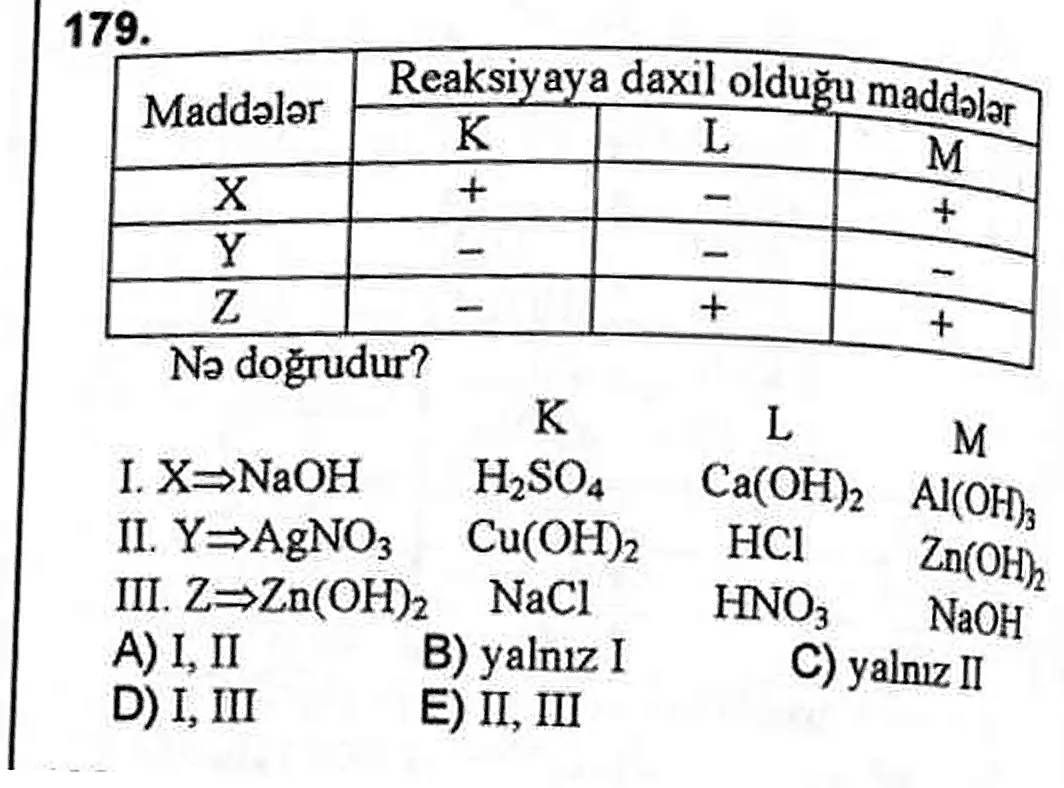 179.
Maddələr Reaksiyaya daxil olduğu maddələr
K L M
X + – +
Y – – –
Z – + +
Nə doğrudur?
K L M
I. X⇒NaOH H₂SO₄ Ca(OH)₂ Al(OH)₃
II. Y⇒AgNO₃ Cu(OH)₂ HCl Zn(OH)₂
III. Z⇒Zn(OH)₂ NaCl HNO₃ NaOH
A) I, II B) yalnız I C) yalnız II
D) I, III E) II, III